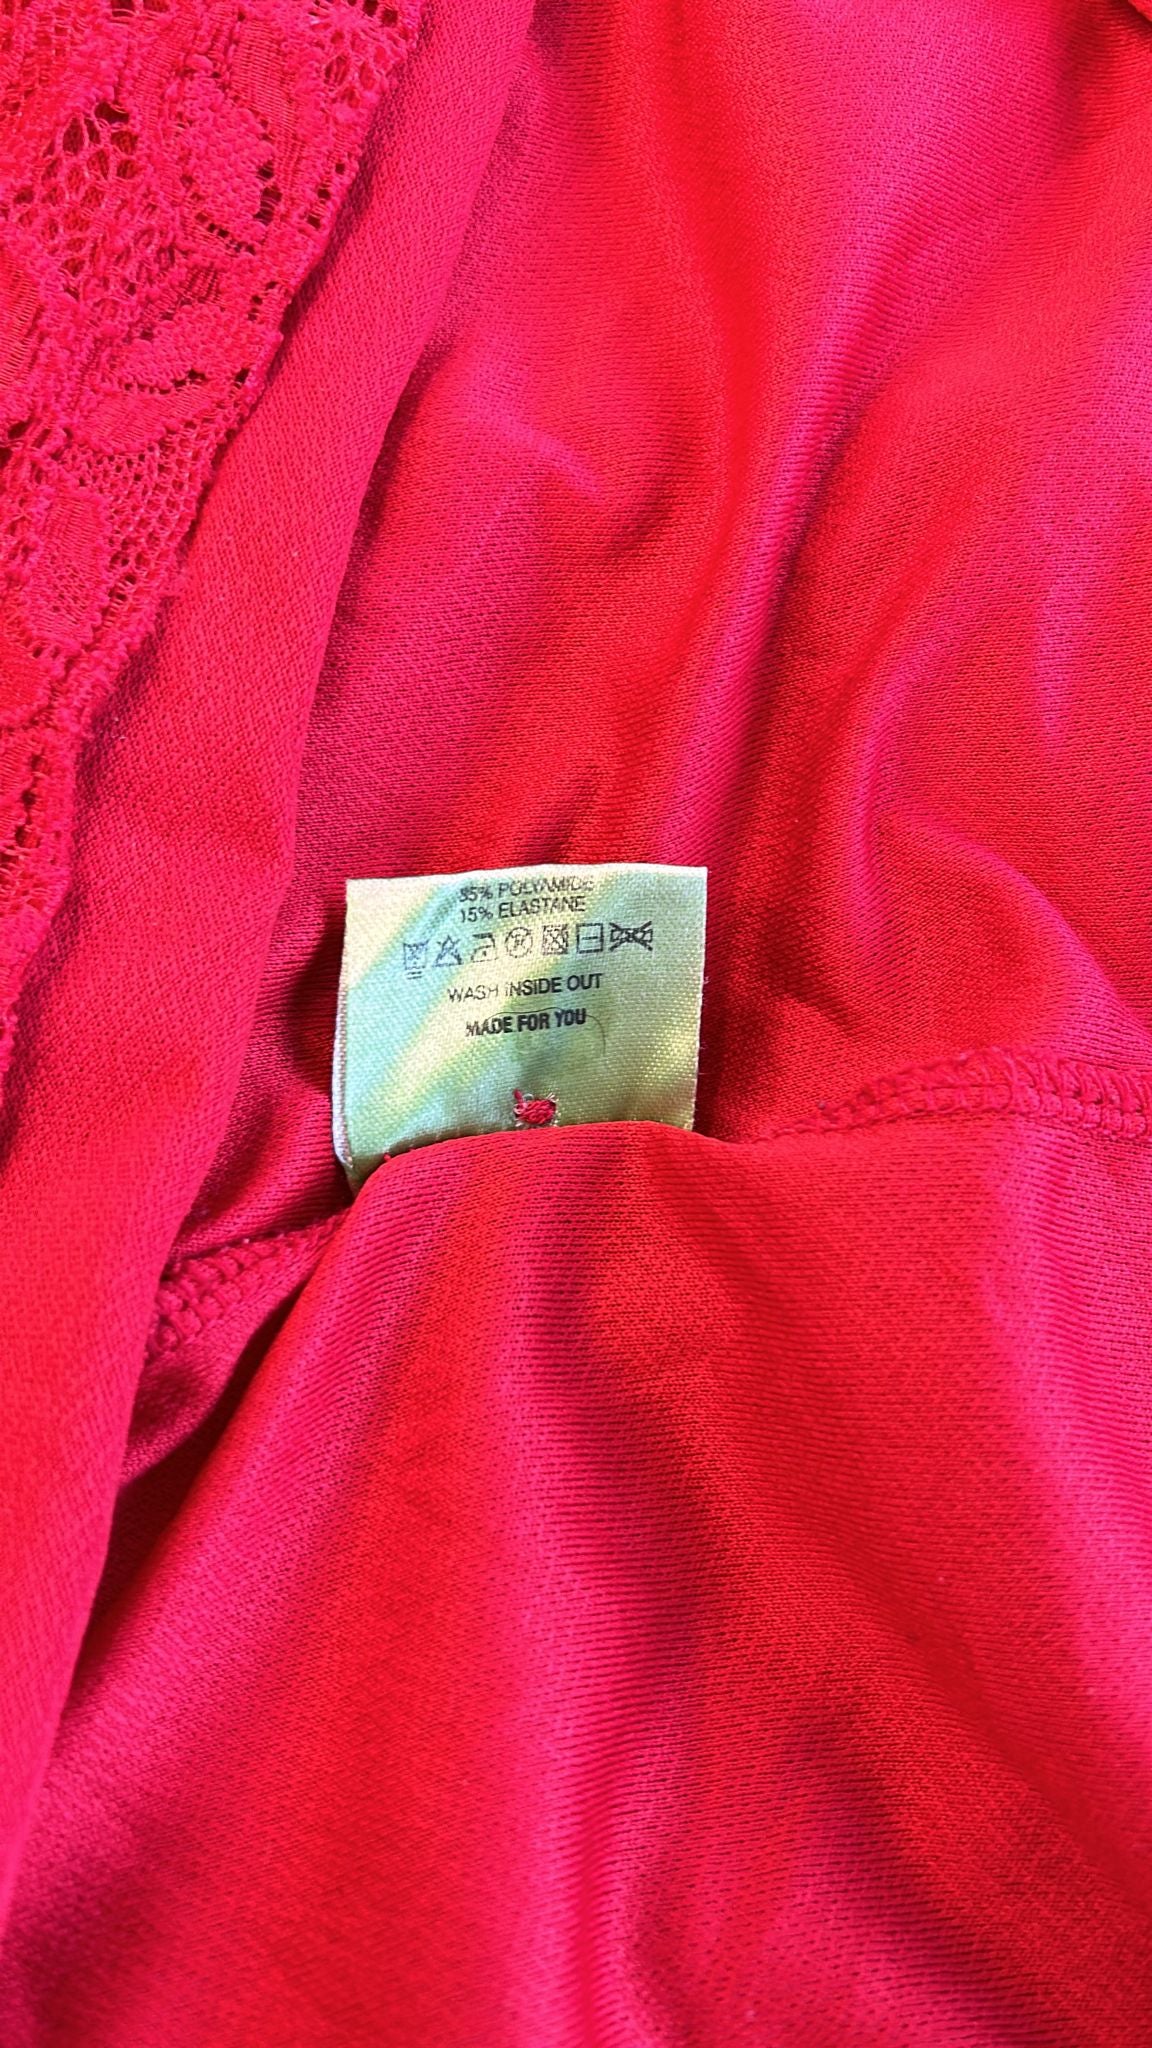 85% POLYAMIDE
15% ELASTANE
WASH INSIDE OUT
MADE FOR YOU